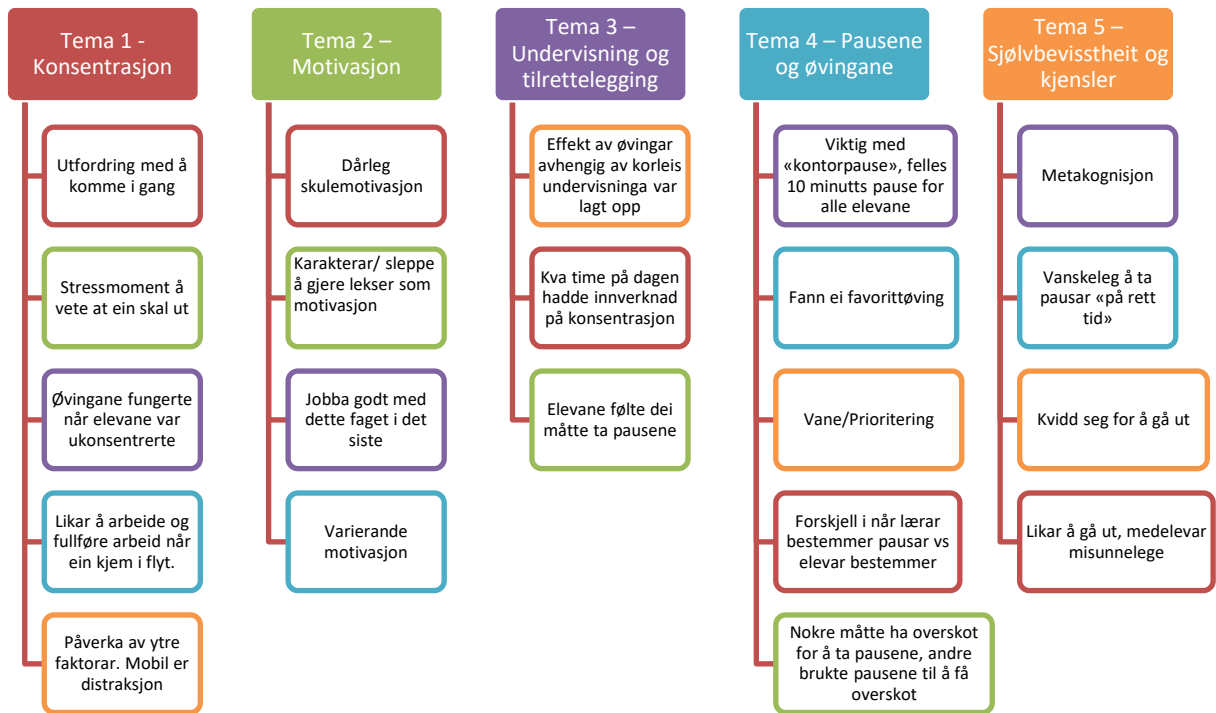 Tema 1 -
Konsentrasjon
Utfordring med å
komme i gang
Stressmoment å
vete at ein skal ut
Øvingane fungerte
når elevane var
ukonsentrerte
Likar å arbeide og
fullføre arbeid når
ein kjem i flyt.
Påverka av ytre
faktorar. Mobil er
distraksjon
Tema 2 –
Motivasjon
Dårleg
skulemotivasjon
Karakterar/ sleppe
å gjere lekser som
motivasjon
Jobba godt med
dette faget i det
siste
Varierande
motivasjon
Tema 3 –
Undervisning og
tilrettelegging
Effekt av øvingar
avhengig av korleis
undervisninga var
lagt opp
Kva time på dagen
hadde innverknad
på konsentrasjon
Elevane følte dei
måtte ta pausene
Tema 4 – Pausene
og øvingane
Viktig med
«kontorpause», felles
10 minutts pause for
alle elevane
Fann ei favorittøving
Vane/Prioritering
Forskjell i når lærar
bestemmer pausar vs
elevar bestemmer
Nokre måtte ha overskot
for å ta pausene, andre
brukte pausene til å få
overskot
Tema 5 –
Sjølvbevisstheit og
kjensler
Metakognisjon
Vanskeleg å ta
pausar «på rett
tid»
Kvidd seg for å gå ut
Likar å gå ut, medelevar
misunnelege